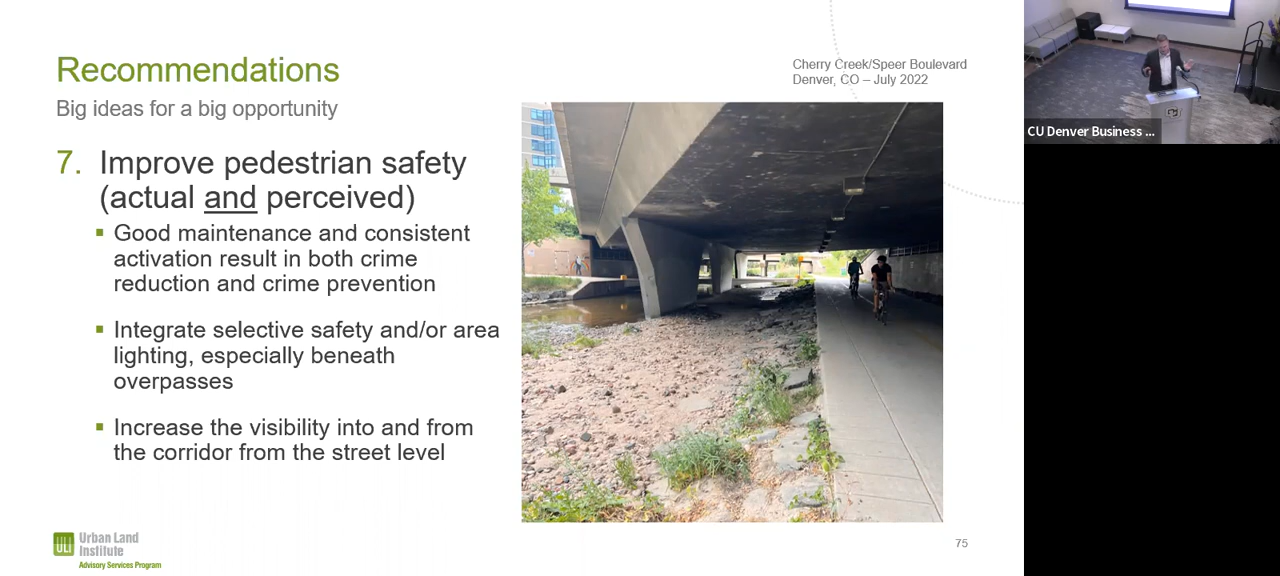 Recommendations
Big ideas for a big opportunity
Cherry Creek/Speer Boulevard
Denver, CO – July 2022
7. Improve pedestrian safety
(actual and perceived)
▪ Good maintenance and consistent
activation result in both crime
reduction and crime prevention
▪ Integrate selective safety and/or area
lighting, especially beneath
overpasses
▪ Increase the visibility into and from
the corridor from the street level
ULI Urban Land
Institute
Advisory Services Program
75
CU Denver Business ...